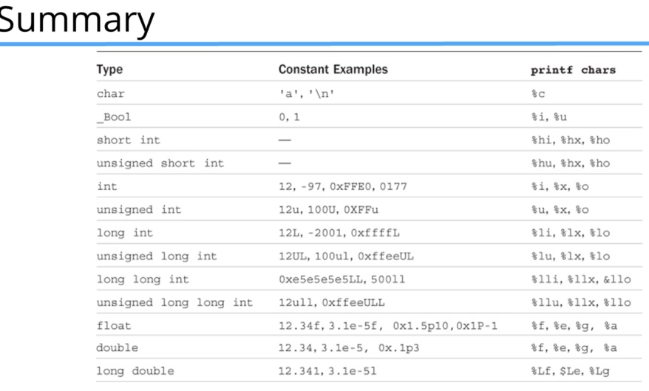 Summary
Type Constant Examples printf chars
char 'a', '\n' %c
_Bool 0, 1 %i, %u
short int — %hi, %hx, %ho
unsigned short int — %hu, %hx, %ho
int 12, -97, 0xFFE0, 0177 %i, %x, %o
unsigned int 12u, 100U, 0XFFu %u, %x, %o
long int 12L, -2001, 0xffffL %li, %lx, %lo
unsigned long int 12UL, 100ul, 0xffeeUL %lu, %lx, %lo
long long int 0xe5e5e5e5LL, 500ll %lli, %llx, &llo
unsigned long long int 12ull, 0xffeeULL %llu, %llx, %llo
float 12.34f, 3.1e-5f, 0x1.5p10, 0x1P-1 %f, %e, %g, %a
double 12.34, 3.1e-5, 0x.1p3 %f, %e, %g, %a
long double 12.34l, 3.1e-5l %Lf, $Le, %Lg